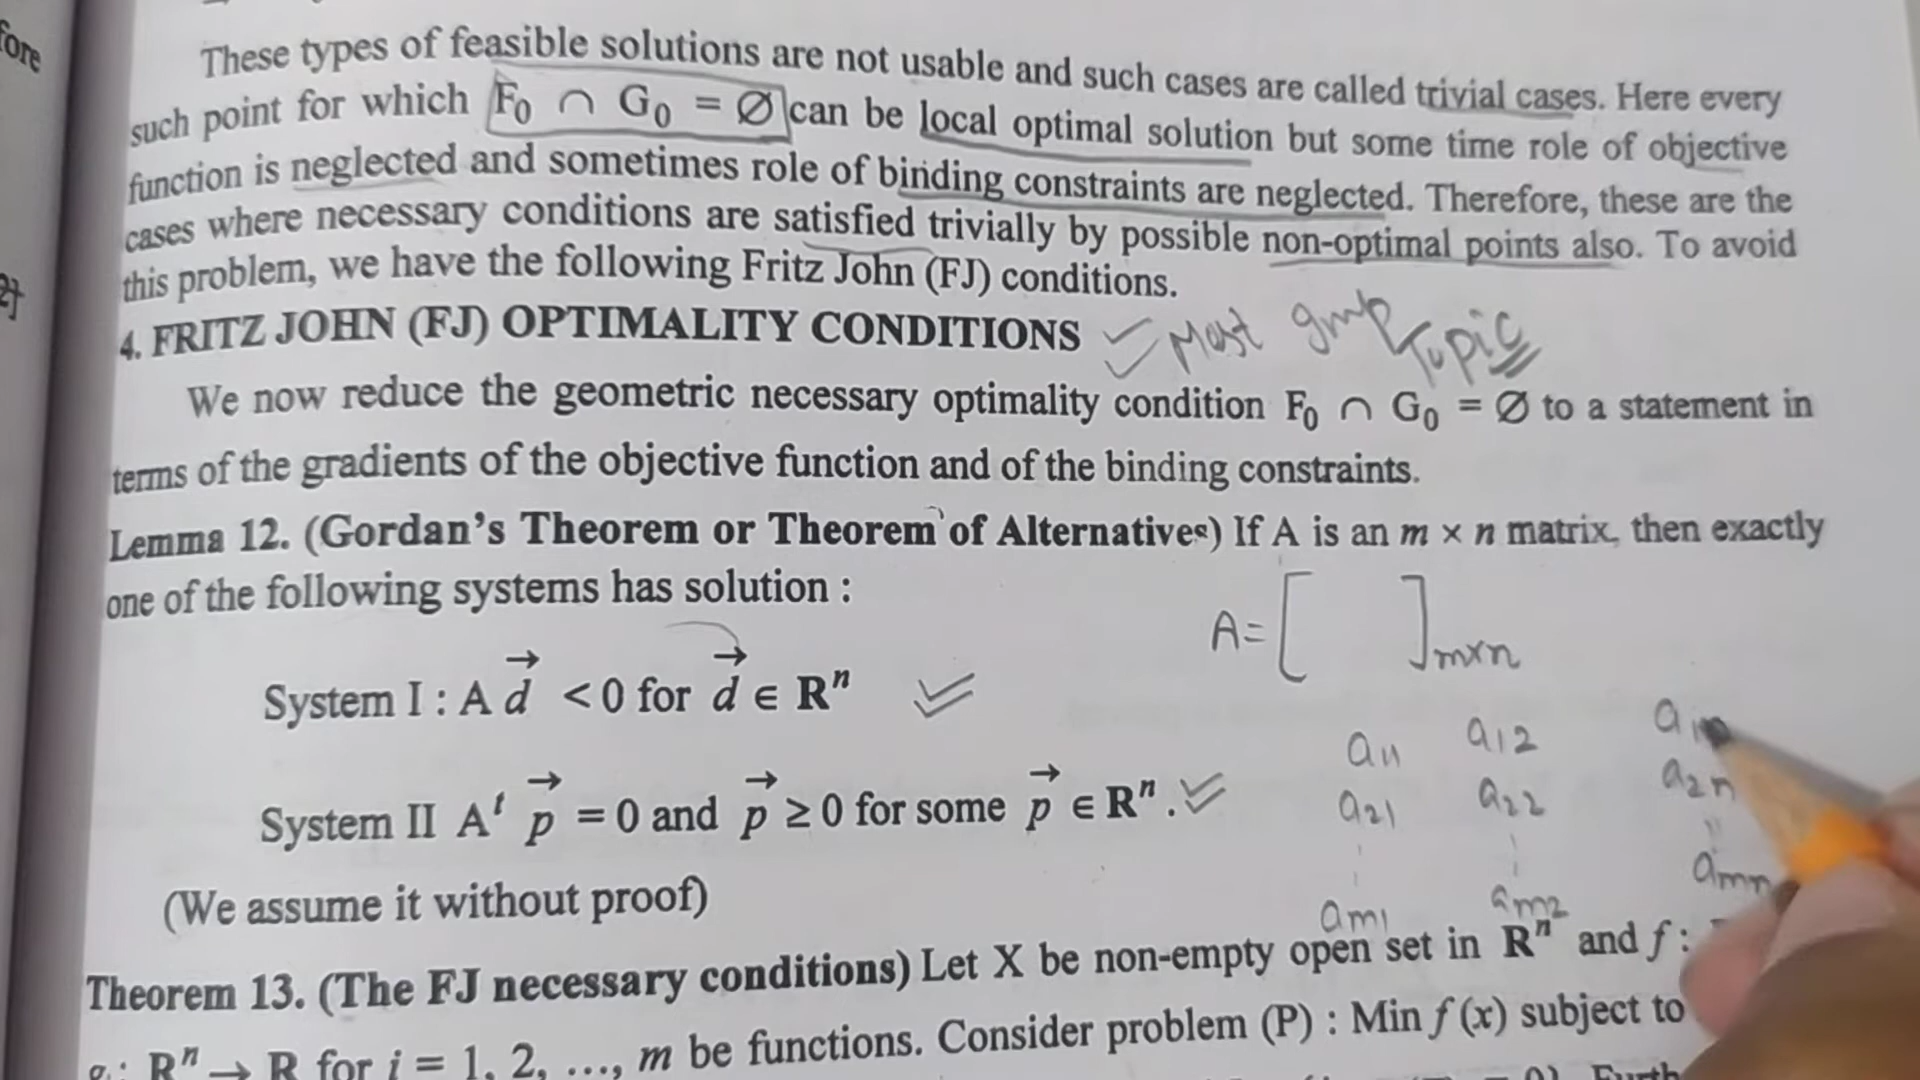 fore
These types of feasible solutions are not usable and such cases are called trivial cases. Here every
such point for which F₀ ∩ G₀ = Ø can be local optimal solution but some time role of objective
function is neglected and sometimes role of binding constraints are neglected. Therefore, these are the
cases where necessary conditions are satisfied trivially by possible non-optimal points also. To avoid
this problem, we have the following Fritz John (FJ) conditions.
4. FRITZ JOHN (FJ) OPTIMALITY CONDITIONS
Most Imp Topic
We now reduce the geometric necessary optimality condition F₀ ∩ G₀ = Ø to a statement in
terms of the gradients of the objective function and of the binding constraints.
Lemma 12. (Gordan's Theorem or Theorem of Alternatives) If A is an m × n matrix, then exactly
one of the following systems has solution :
A = [ ]m×n
System I : A d⃗ < 0 for d⃗ ∈ Rⁿ
a11 a12 a1n
System II Aᵗ p⃗ = 0 and p⃗ ≥ 0 for some p⃗ ∈ Rⁿ.
a21 a22 a2n
(We assume it without proof)
am1 am2 amn
Theorem 13. (The FJ necessary conditions) Let X be non-empty open set in Rⁿ and f :
gᵢ : Rⁿ → R for i = 1, 2, ..., m be functions. Consider problem (P) : Min f (x) subject to